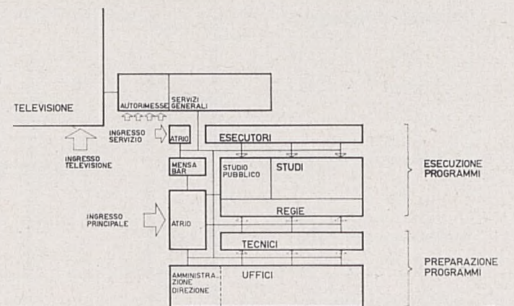 TELEVISIONE
AUTORIMESSE
SERVIZI
GENERALI
INGRESSO
SERVIZIO
ATRIO
ESECUTORI
INGRESSO
TELEVISIONE
MENSA
BAR
STUDIO
PUBBLICO
STUDI
ESECUZIONE
PROGRAMMI
REGIE
INGRESSO
PRINCIPALE
ATRIO
TECNICI
AMMINISTRA_
ZIONE
DIREZIONE
UFFICI
PREPARAZIONE
PROGRAMMI